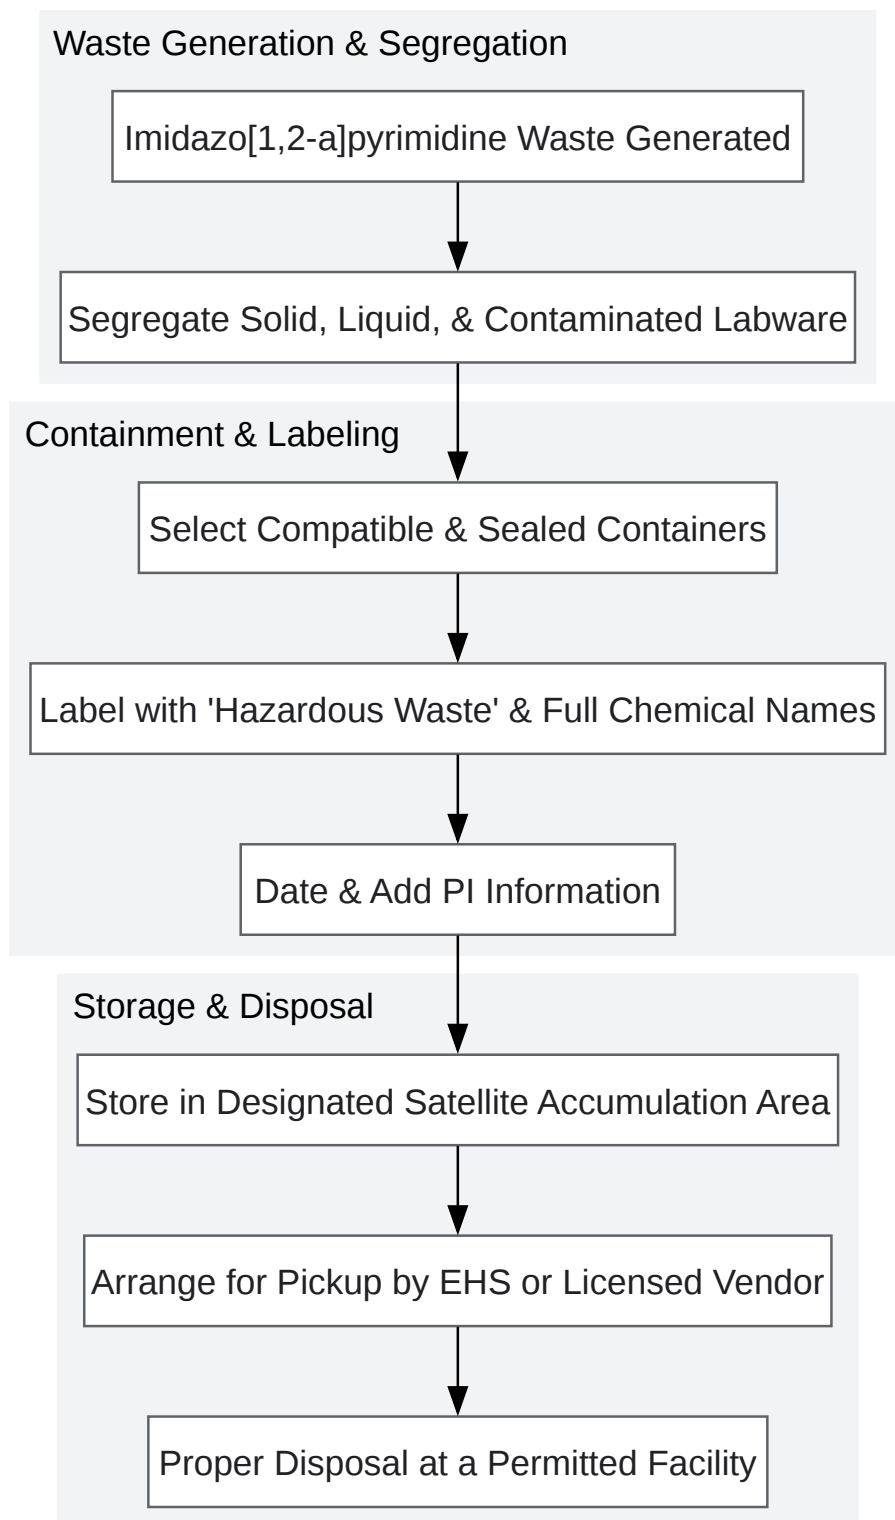 Waste Generation & Segregation
Imidazo[1,2-a]pyrimidine Waste Generated
Segregate Solid, Liquid, & Contaminated Labware
Containment & Labeling
Select Compatible & Sealed Containers
Label with 'Hazardous Waste' & Full Chemical Names
Date & Add PI Information
Storage & Disposal
Store in Designated Satellite Accumulation Area
Arrange for Pickup by EHS or Licensed Vendor
Proper Disposal at a Permitted Facility